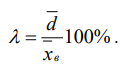 λ = d̅ / x̅в 100% .